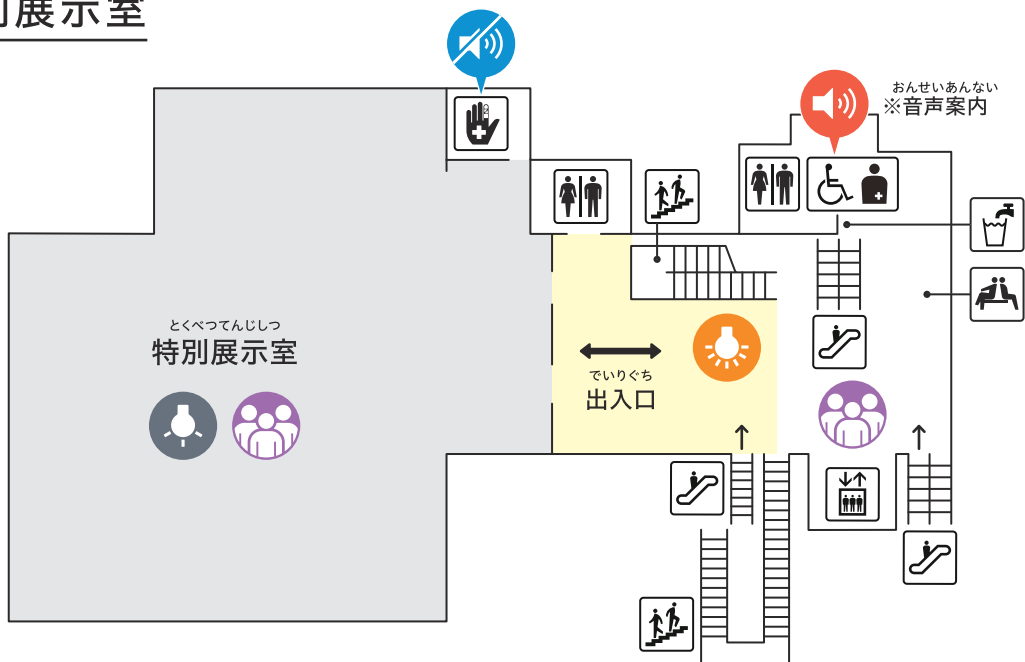 別展示室
おんせいあんない
※音声案内
とくべつてんじしつ
特別展示室
でいりぐち
出入口